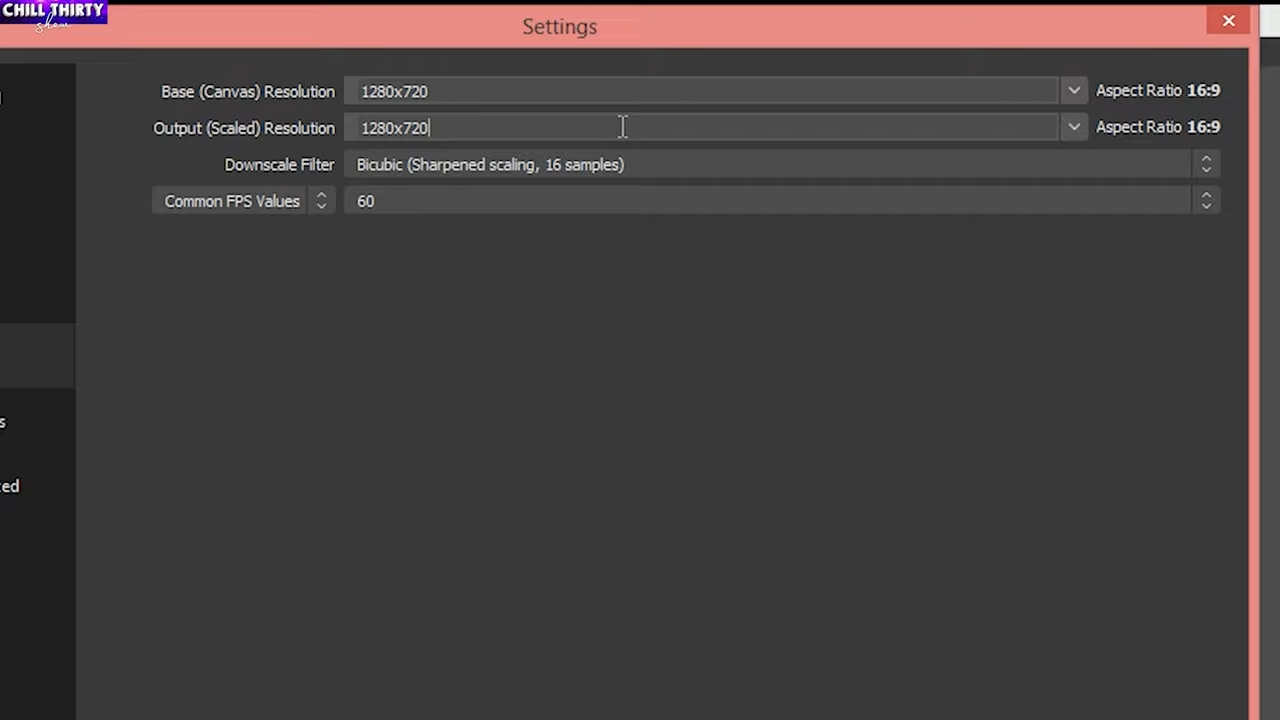 CHILL THIRTY
show
Settings
Base (Canvas) Resolution 1280x720 Aspect Ratio 16:9
Output (Scaled) Resolution 1280x720 Aspect Ratio 16:9
Downscale Filter Bicubic (Sharpened scaling, 16 samples)
Common FPS Values 60
s
ed